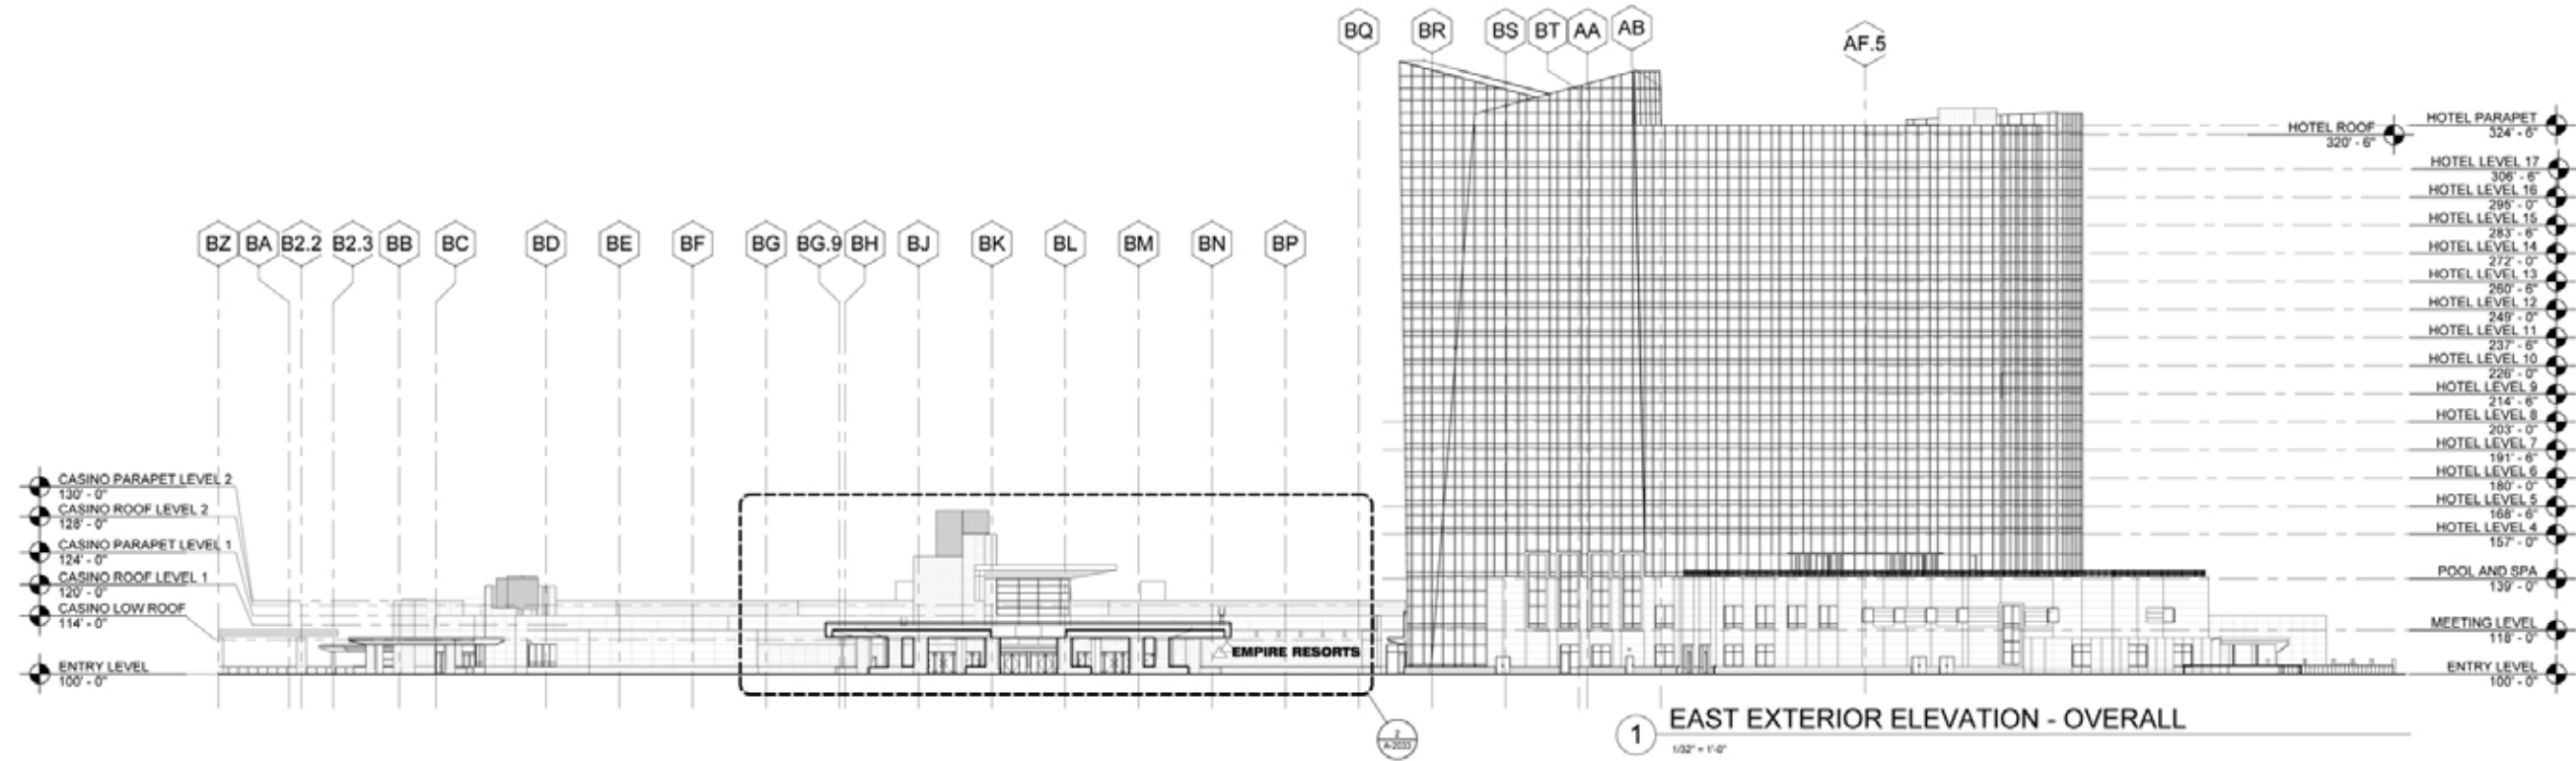 BQ BR BS BT AA AB AF.5
HOTEL PARAPET
324' - 6"
HOTEL ROOF
320' - 6"
HOTEL LEVEL 17
306' - 6"
HOTEL LEVEL 16
295' - 0"
HOTEL LEVEL 15
283' - 6"
HOTEL LEVEL 14
272' - 0"
HOTEL LEVEL 13
260' - 6"
HOTEL LEVEL 12
249' - 0"
HOTEL LEVEL 11
237' - 6"
HOTEL LEVEL 10
226' - 0"
HOTEL LEVEL 9
214' - 6"
HOTEL LEVEL 8
203' - 0"
HOTEL LEVEL 7
191' - 6"
HOTEL LEVEL 6
180' - 0"
HOTEL LEVEL 5
168' - 6"
HOTEL LEVEL 4
157' - 0"
POOL AND SPA
139' - 0"
MEETING LEVEL
118' - 0"
ENTRY LEVEL
100' - 0"
BZ BA B2.2 B2.3 BB BC BD BE BF BG BG.9 BH BJ BK BL BM BN BP
CASINO PARAPET LEVEL 2
130' - 0"
CASINO ROOF LEVEL 2
128' - 0"
CASINO PARAPET LEVEL 1
124' - 0"
CASINO ROOF LEVEL 1
120' - 0"
CASINO LOW ROOF
114' - 0"
ENTRY LEVEL
100' - 0"
EMPIRE RESORTS
2
A-2033
1
EAST EXTERIOR ELEVATION - OVERALL
1/32" = 1'-0"